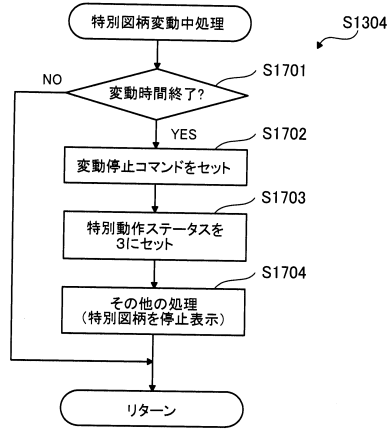 特別図柄変動中処理
S1304
S1701
NO
変動時間終了?
YES
S1702
変動停止コマンドをセット
S1703
特別動作ステータスを
3にセット
S1704
その他の処理
(特別図柄を停止表示)
リターン